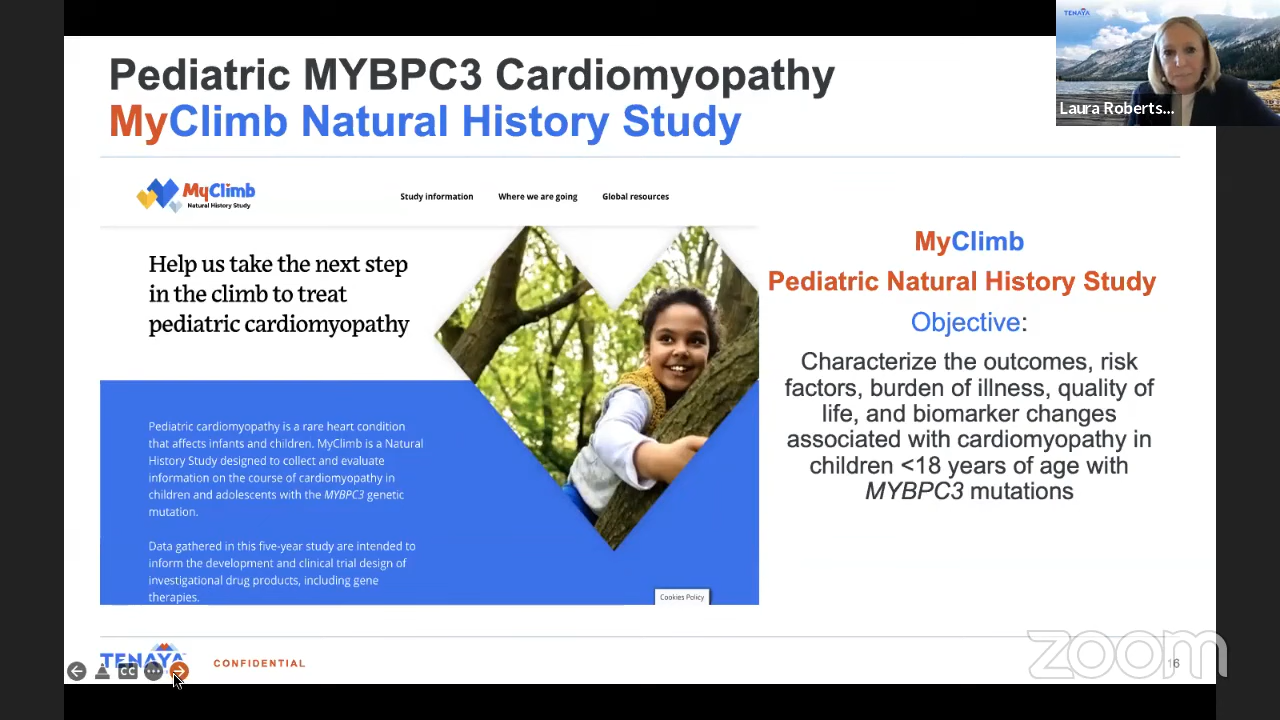 TENAYA
Laura Roberts...
Pediatric MYBPC3 Cardiomyopathy
MyClimb Natural History Study
MyClimb
Natural History Study
Study information
Where we are going
Global resources
Help us take the next step
in the climb to treat
pediatric cardiomyopathy
Pediatric cardiomyopathy is a rare heart condition
that affects infants and children. MyClimb is a Natural
History Study designed to collect and evaluate
information on the course of cardiomyopathy in
children and adolescents with the MYBPC3 genetic
mutation.
Data gathered in this five-year study are intended to
inform the development and clinical trial design of
investigational drug products, including gene
therapies.
Cookies Policy
MyClimb
Pediatric Natural History Study
Objective:
Characterize the outcomes, risk
factors, burden of illness, quality of
life, and biomarker changes
associated with cardiomyopathy in
children <18 years of age with
MYBPC3 mutations
TENAYA
CC
CONFIDENTIAL
zoom
16